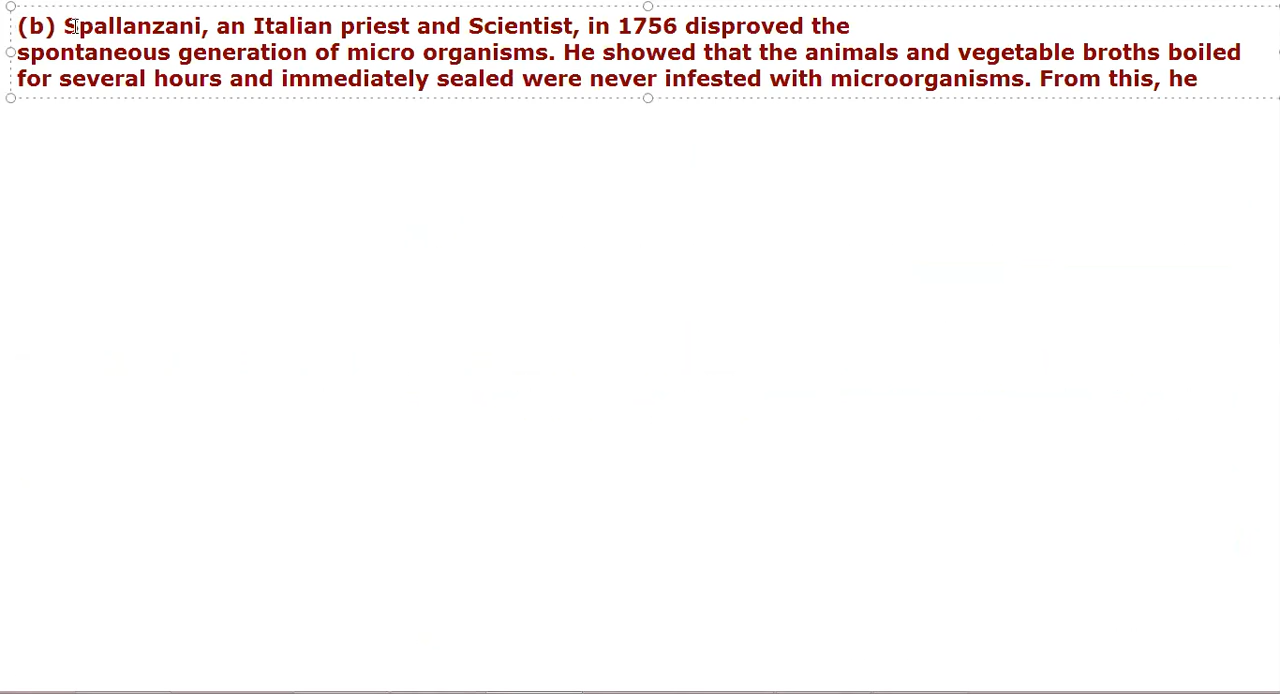 (b) Spallanzani, an Italian priest and Scientist, in 1756 disproved the
spontaneous generation of micro organisms. He showed that the animals and vegetable broths boiled
for several hours and immediately sealed were never infested with microorganisms. From this, he